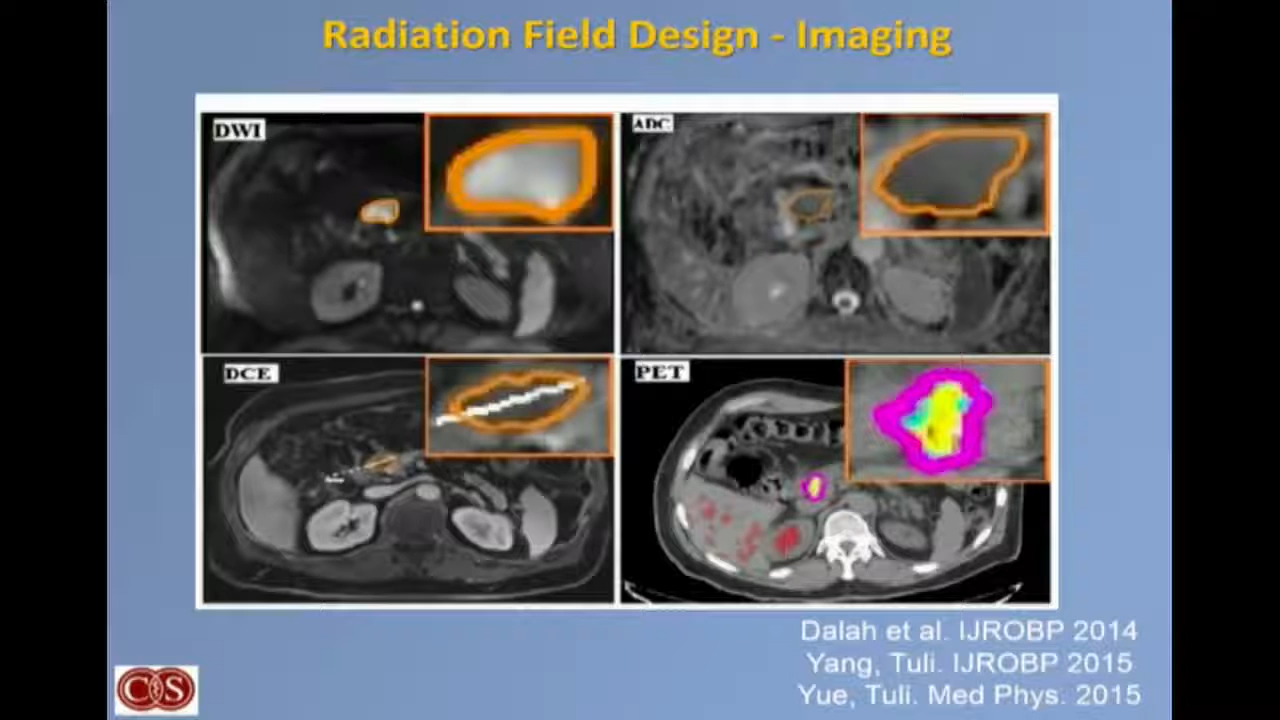 Radiation Field Design - Imaging
DWI
ADC
DCE
PET
Dalah et al. IJROBP 2014
Yang, Tuli. IJROBP 2015
Yue, Tuli. Med Phys. 2015
CS